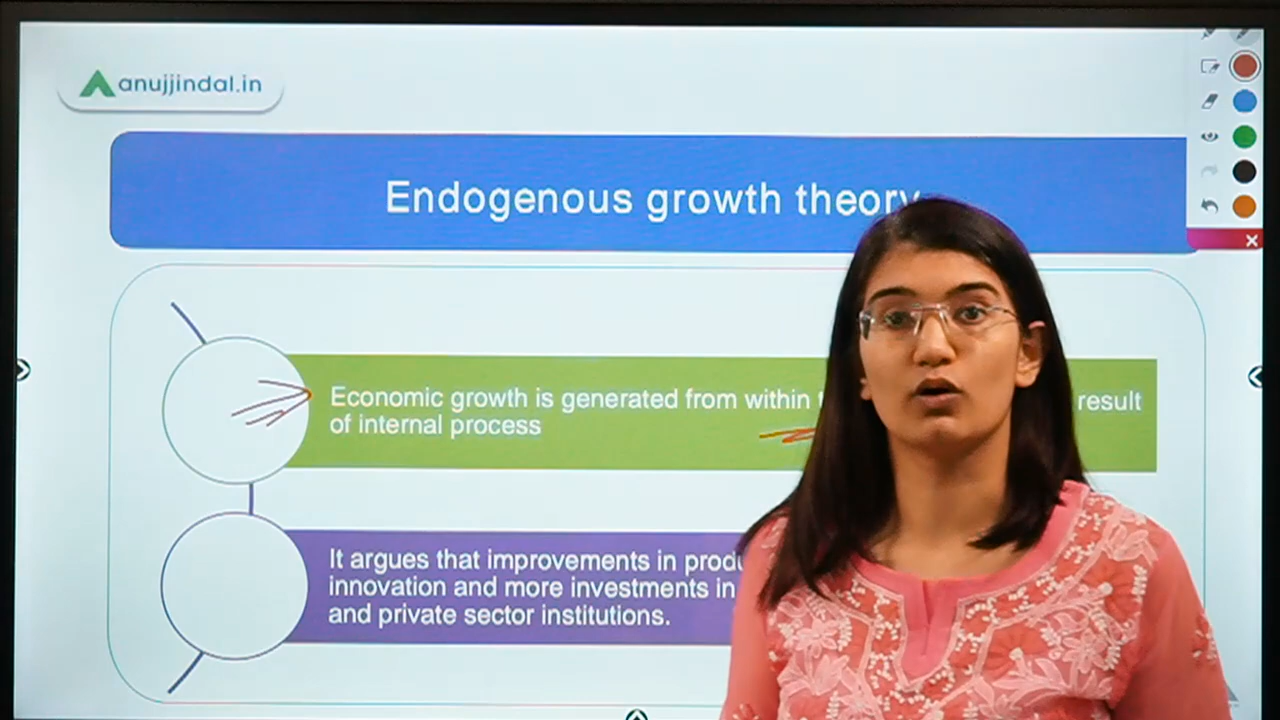 anujjindal.in
Endogenous growth theory
Economic growth is generated from within result
of internal process
It argues that improvements in
innovation and more investments in
and private sector institutions.